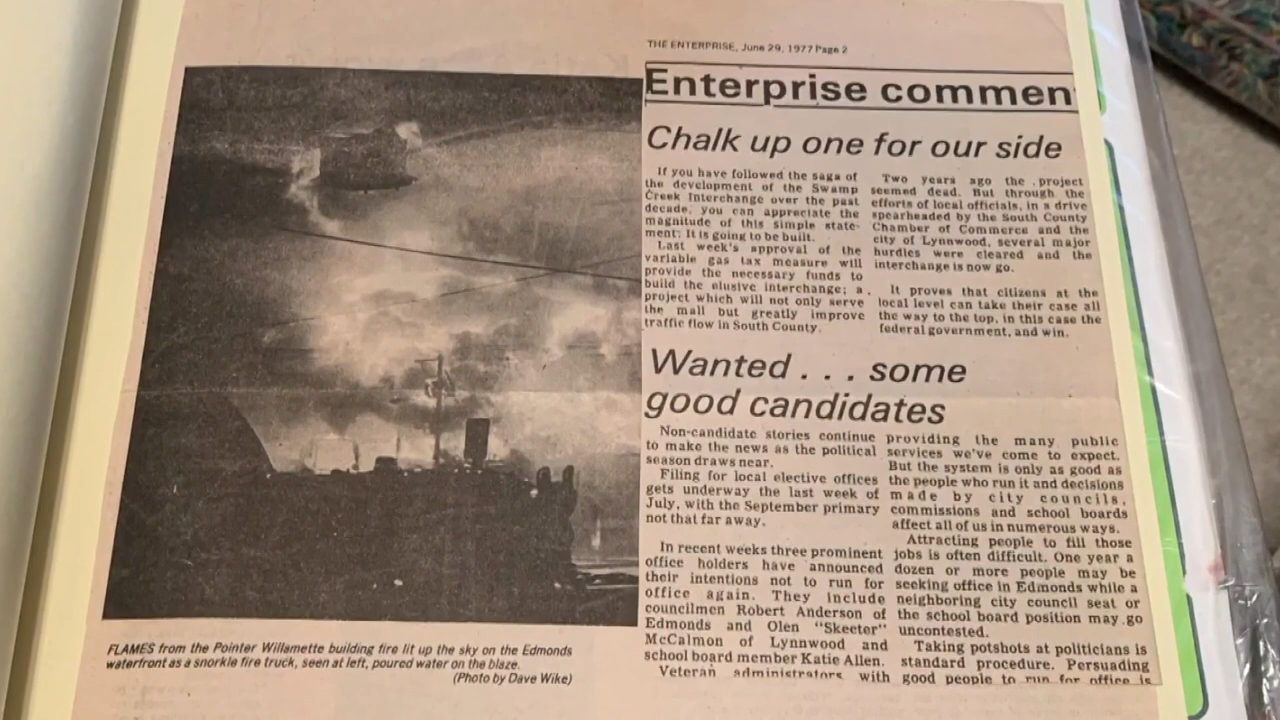 THE ENTERPRISE, June 29, 1977 Page 2
Enterprise commen
Chalk up one for our side
If you have followed the saga of
the development of the Swamp
Creek Interchange over the past
decade, you can appreciate the
magnitude of this simple state-
ment: It is going to be built.
Last week's approval of the
variable gas tax measure will
provide the necessary funds to
build the elusive interchange; a
project which will not only serve
the mall but greatly improve
traffic flow in South County.
Two years ago the project
seemed dead. But through the
efforts of local officials, in a drive
spearheaded by the South County
Chamber of Commerce and the
city of Lynnwood, several major
hurdles were cleared and the
interchange is now go.
It proves that citizens at the
local level can take their case all
the way to the top, in this case the
federal government, and win.
Wanted . . . some
good candidates
Non-candidate stories continue
to make the news as the political
season draws near.
Filing for local elective offices
gets underway the last week of
July, with the September primary
not that far away.
In recent weeks three prominent
office holders have announced
their intentions not to run for
office again. They include
councilmen Robert Anderson of
Edmonds and Olen "Skeeter"
McCalmon of Lynnwood and
school board member Katie Allen.
Veteran administrators with
providing the many public
services we've come to expect.
But the system is only as good as
the people who run it and decisions
made by city councils,
commissions and school boards
affect all of us in numerous ways.
Attracting people to fill those
jobs is often difficult. One year a
dozen or more people may be
seeking office in Edmonds while a
neighboring city council seat or
the school board position may go
uncontested.
Taking potshots at politicians is
standard procedure. Persuading
good people to run for office is
FLAMES from the Pointer Willamette building fire lit up the sky on the Edmonds
waterfront as a snorkle fire truck, seen at left, poured water on the blaze.
(Photo by Dave Wike)